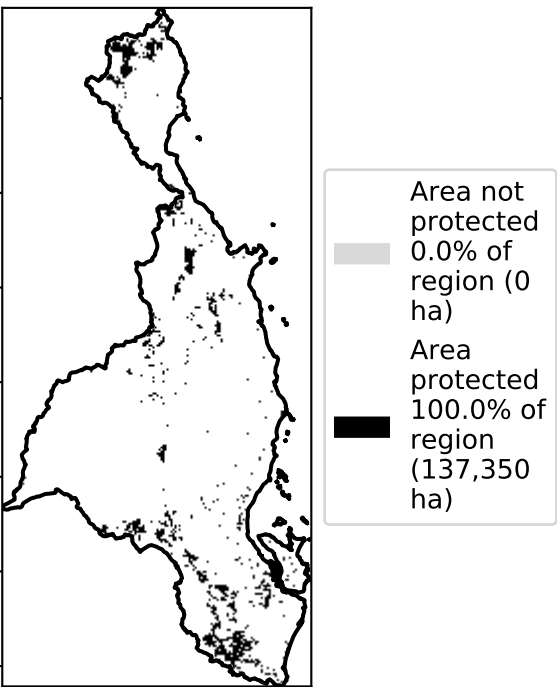 Area not
protected
0.0% of
region (0
ha)
Area
protected
100.0% of
region
(137,350
ha)